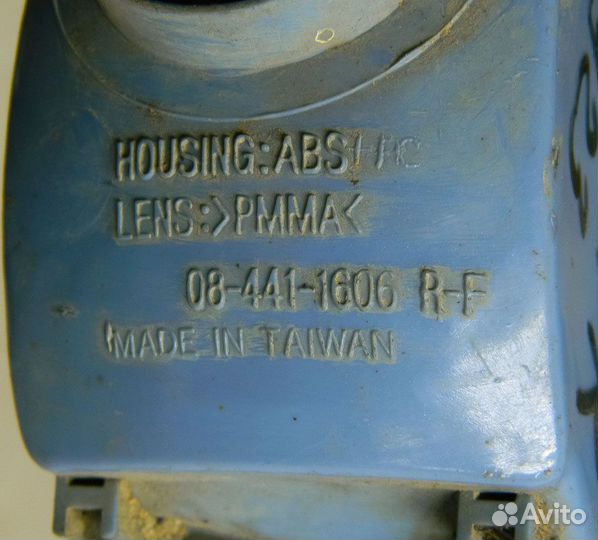 HOUSING:ABS+PC
LENS:>PMMA<
08-441-1606 R-F
MADE IN TAIWAN
Avito